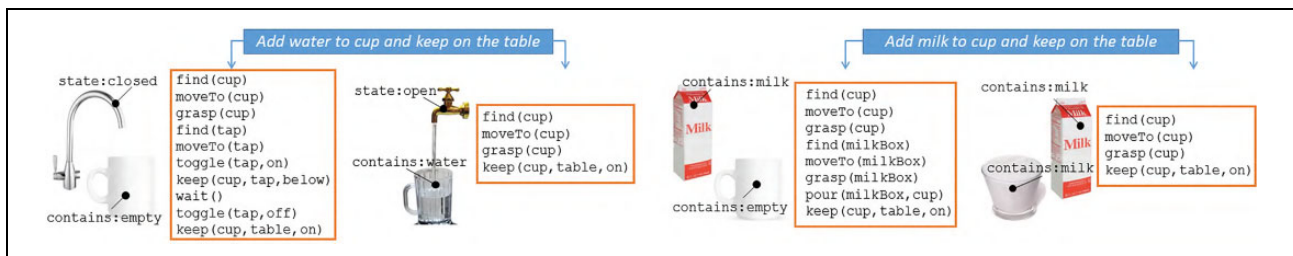 Add water to cup and keep on the table
state:closed
find(cup)
moveTo(cup)
grasp(cup)
find(tap)
moveTo(tap)
toggle(tap,on)
keep(cup,tap,below)
wait()
toggle(tap,off)
keep(cup,table,on)
contains:empty
state:open
contains:water
find(cup)
moveTo(cup)
grasp(cup)
keep(cup,table,on)
Add milk to cup and keep on the table
contains:milk
Milk
contains:empty
find(cup)
moveTo(cup)
grasp(cup)
find(milkBox)
moveTo(milkBox)
grasp(milkBox)
pour(milkBox,cup)
keep(cup,table,on)
contains:milk
Milk
contains:milk
find(cup)
moveTo(cup)
grasp(cup)
keep(cup,table,on)